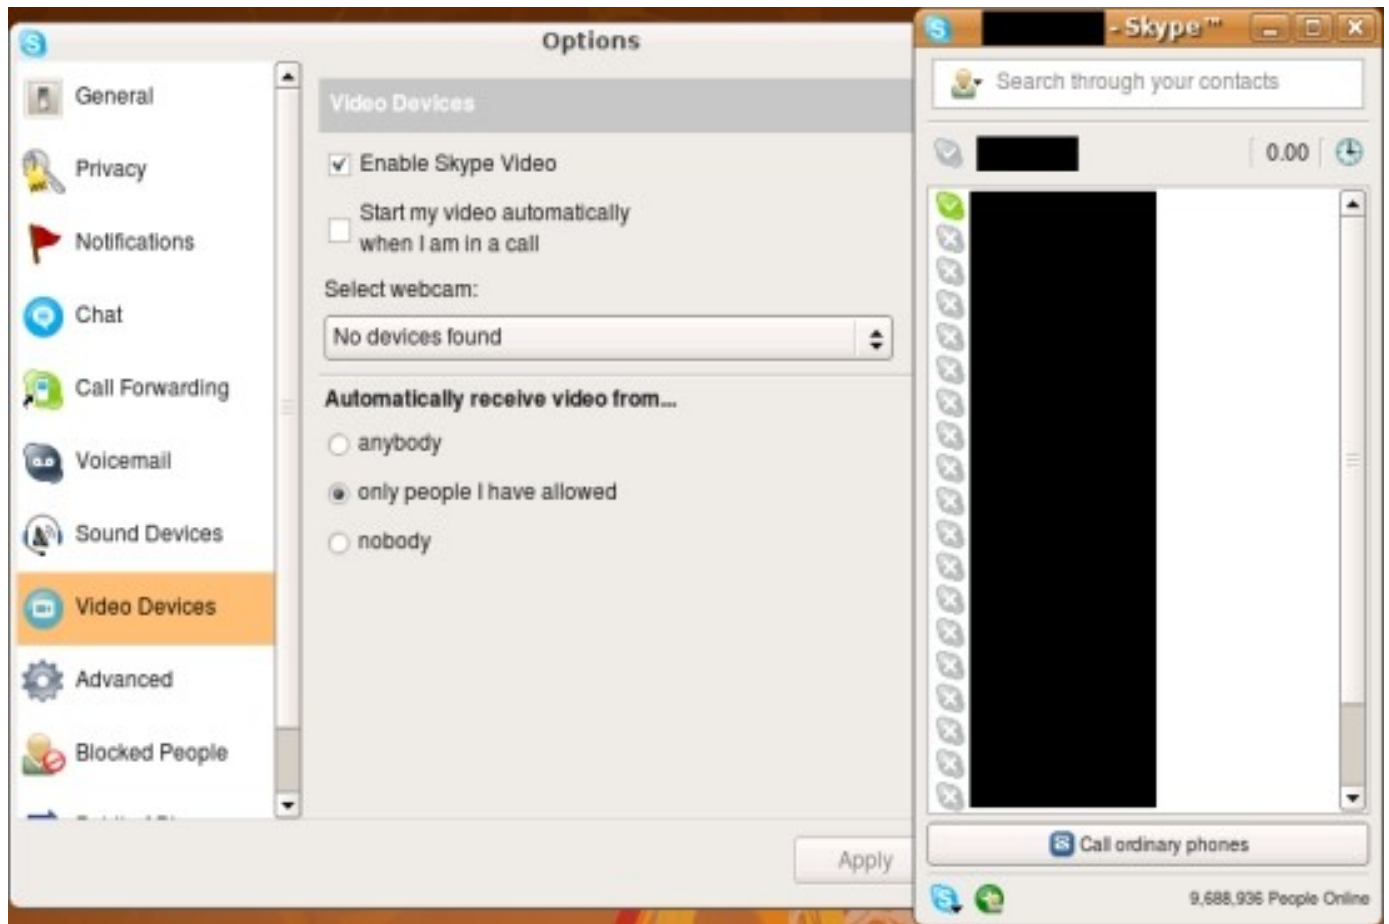 Options
General
Privacy
Notifications
Chat
Call Forwarding
Voicemail
Sound Devices
Video Devices
Advanced
Blocked People
Video Devices
Enable Skype Video
Start my video automatically
when I am in a call
Select webcam:
No devices found
Automatically receive video from...
anybody
only people I have allowed
nobody
Apply
- Skype™
Search through your contacts
0.00
Call ordinary phones
9,688,936 People Online